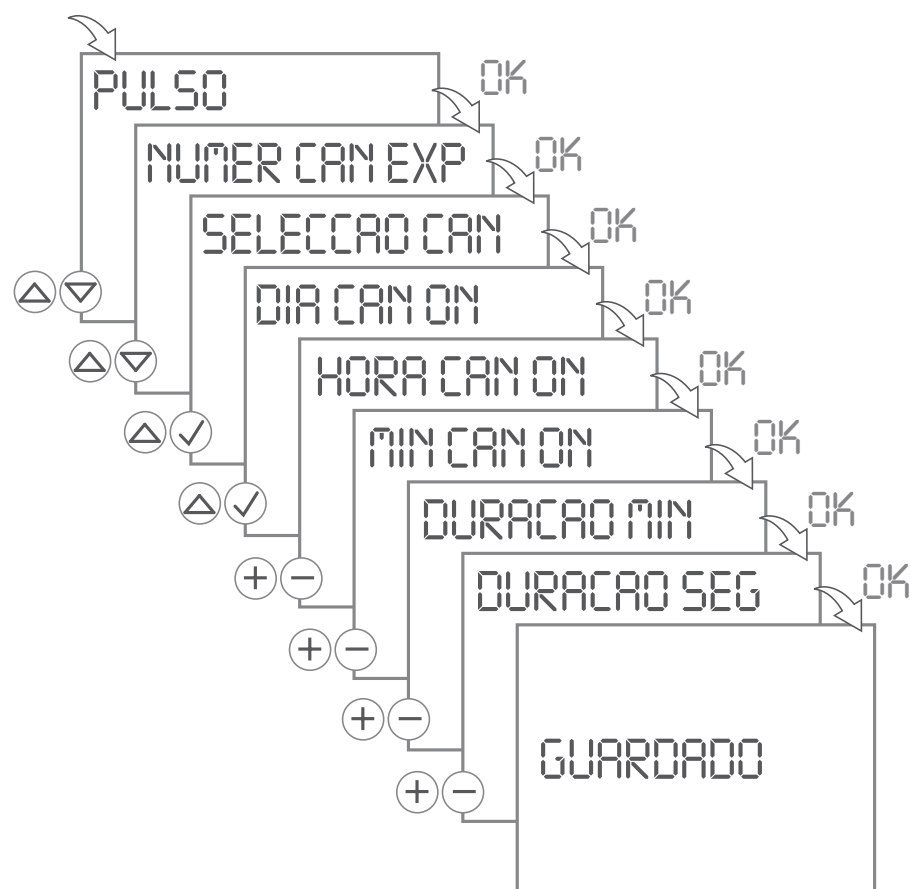 PULSO
OK
NUMER CAN EXP
OK
SELECCAO CAN
OK
DIA CAN ON
OK
HORA CAN ON
OK
MIN CAN ON
OK
DURACAO MIN
OK
DURACAO SEG
OK
GUARDADO